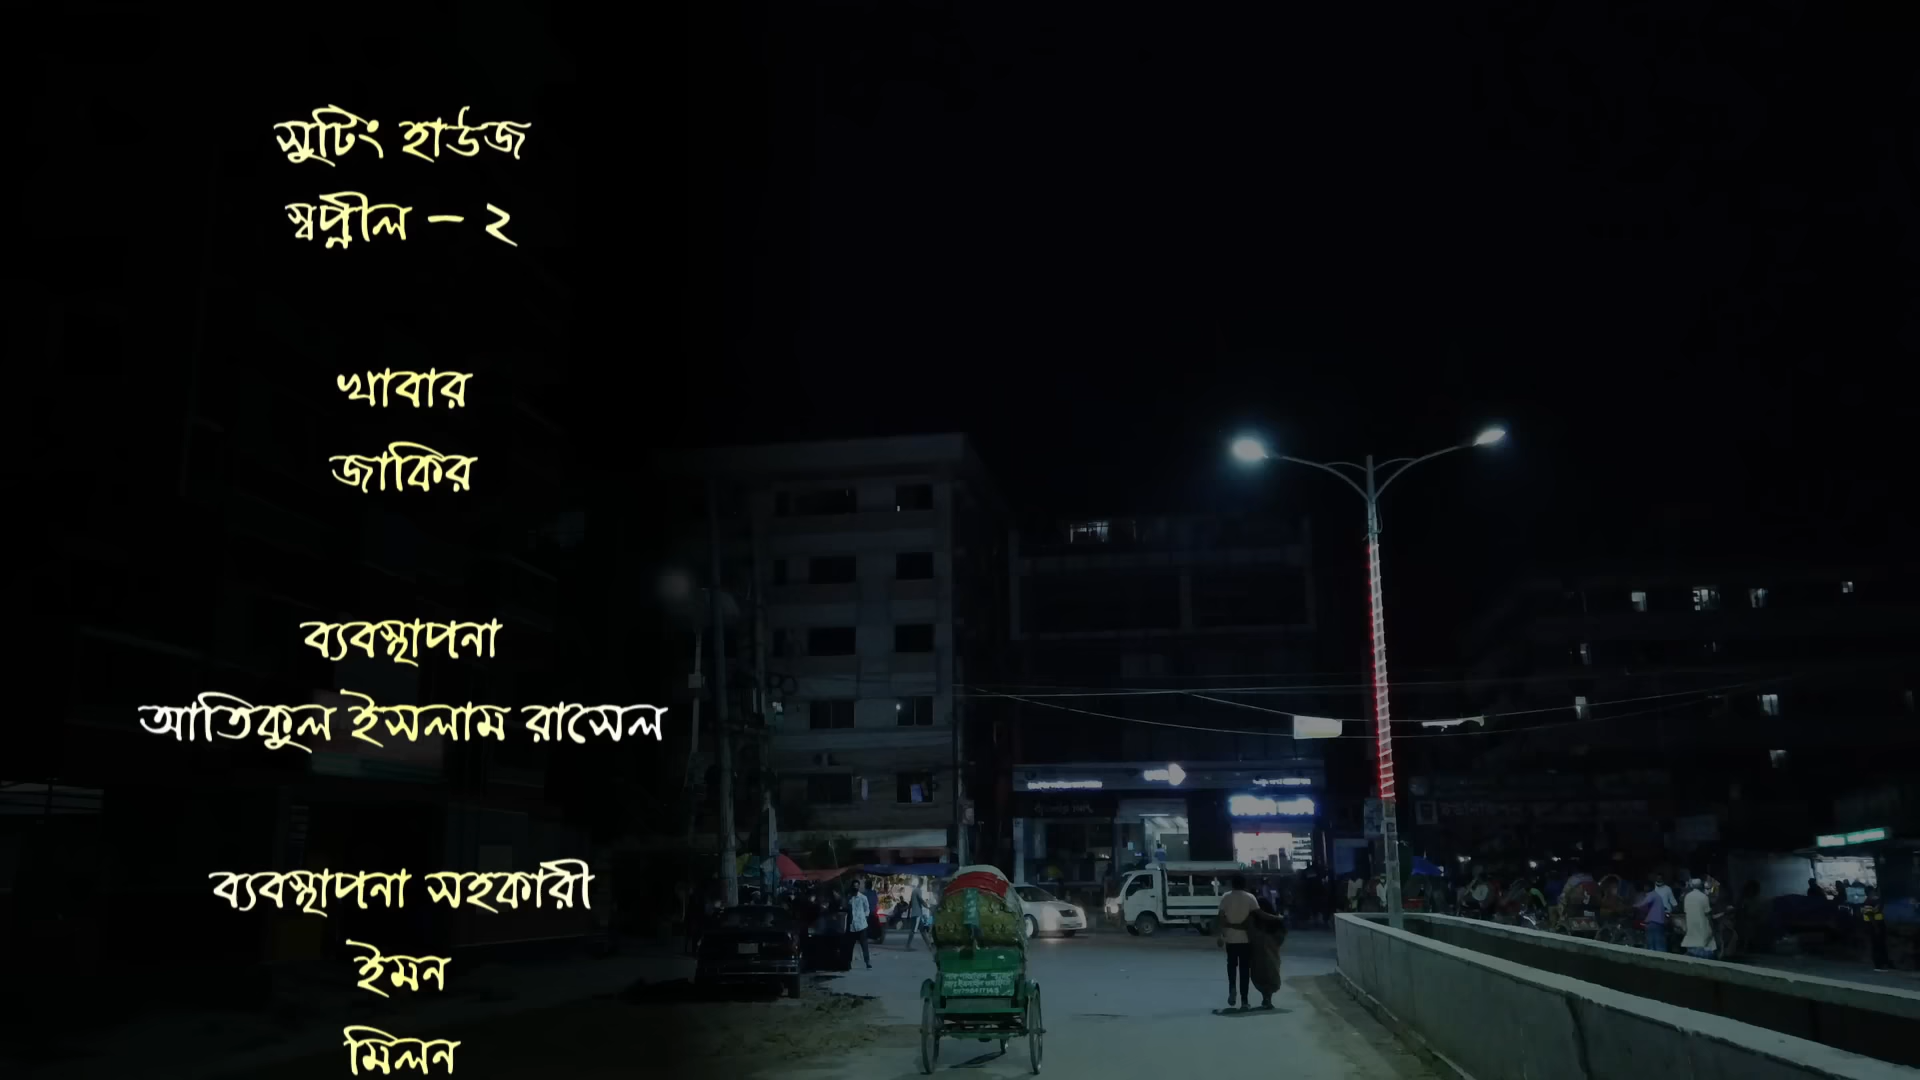 সুটিং হাউজ
স্বপ্নীল - ২
খাবার
জাকির
ব্যবস্থাপনা
আতিকুল ইসলাম রাসেল
ব্যবস্থাপনা সহকারী
ইমন
মিলন